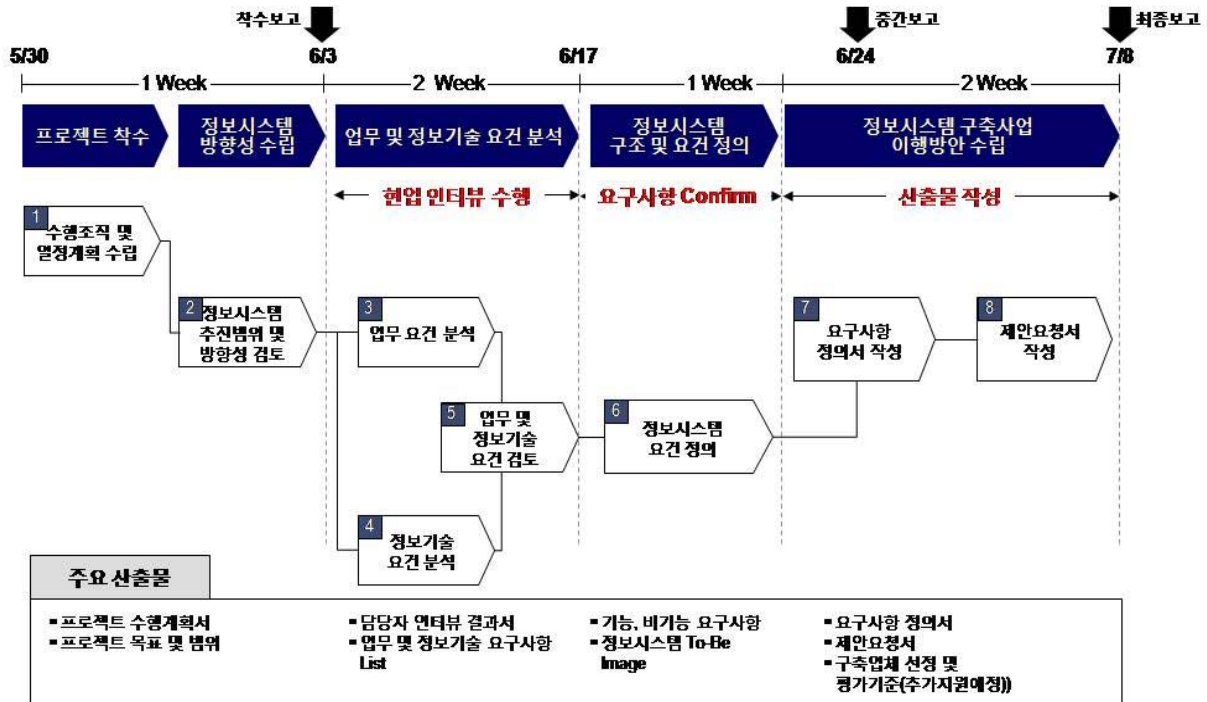 착수보고
중간보고
최종보고
5/30
6/3
6/17
6/24
7/8
1 Week
2 Week
1 Week
2 Week
프로젝트 착수
정보시스템
방향성 수립
업무 및 정보기술 요건 분석
정보시스템
구조 및 요건 정의
정보시스템 구축사업
이행방안 수립
현업 인터뷰 수행
요구사항 Confirm
산출물 작성
1
수행조직 및
일정계획 수립
2
정보시스템
추진범위 및
방향성 검토
3
업무 요건 분석
4
정보기술
요건 분석
5
업무 및
정보기술
요건 검토
6
정보시스템
요건 정의
7
요구사항
정의서 작성
8
제안요청서
작성
주요 산출물
▪ 프로젝트 수행계획서
▪ 프로젝트 목표 및 범위
▪ 담당자 인터뷰 결과서
▪ 업무 및 정보기술 요구사항
List
▪ 기능, 비기능 요구사항
▪ 정보시스템 To-Be
Image
▪ 요구사항 정의서
▪ 제안요청서
▪ 구축업체 선정 및
평가기준(추가지원예정))